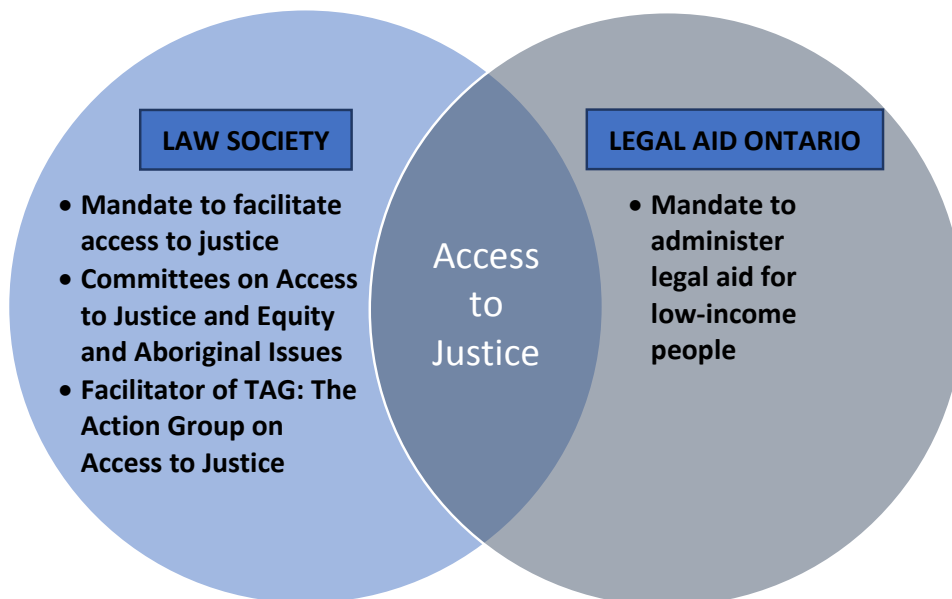 LAW SOCIETY
• Mandate to facilitate
access to justice
• Committees on Access
to Justice and Equity
and Aboriginal Issues
• Facilitator of TAG: The
Action Group on
Access to Justice
Access
to
Justice
LEGAL AID ONTARIO
• Mandate to
administer
legal aid for
low-income
people